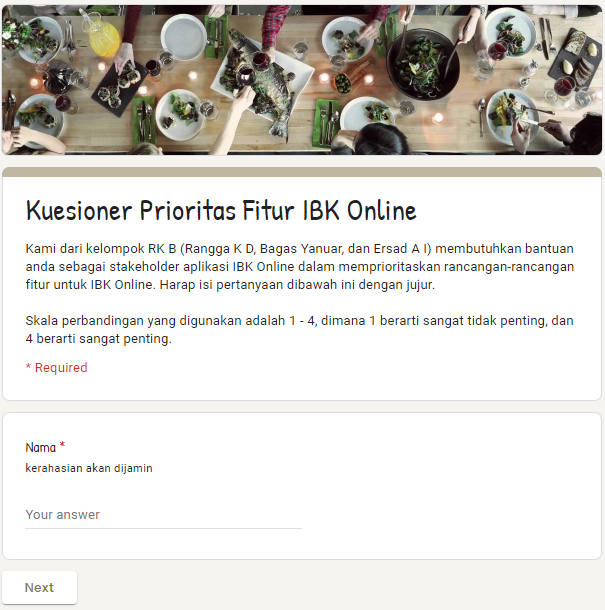 Kuesioner Prioritas Fitur IBK Online
Kami dari kelompok RK B (Rangga K D, Bagas Yanuar, dan Ersad A I) membutuhkan bantuan
anda sebagai stakeholder aplikasi IBK Online dalam memprioritaskan rancangan-rancangan
fitur untuk IBK Online. Harap isi pertanyaan dibawah ini dengan jujur.
Skala perbandingan yang digunakan adalah 1 - 4, dimana 1 berarti sangat tidak penting, dan
4 berarti sangat penting.
* Required
Nama *
kerahasian akan dijamin
Your answer
Next